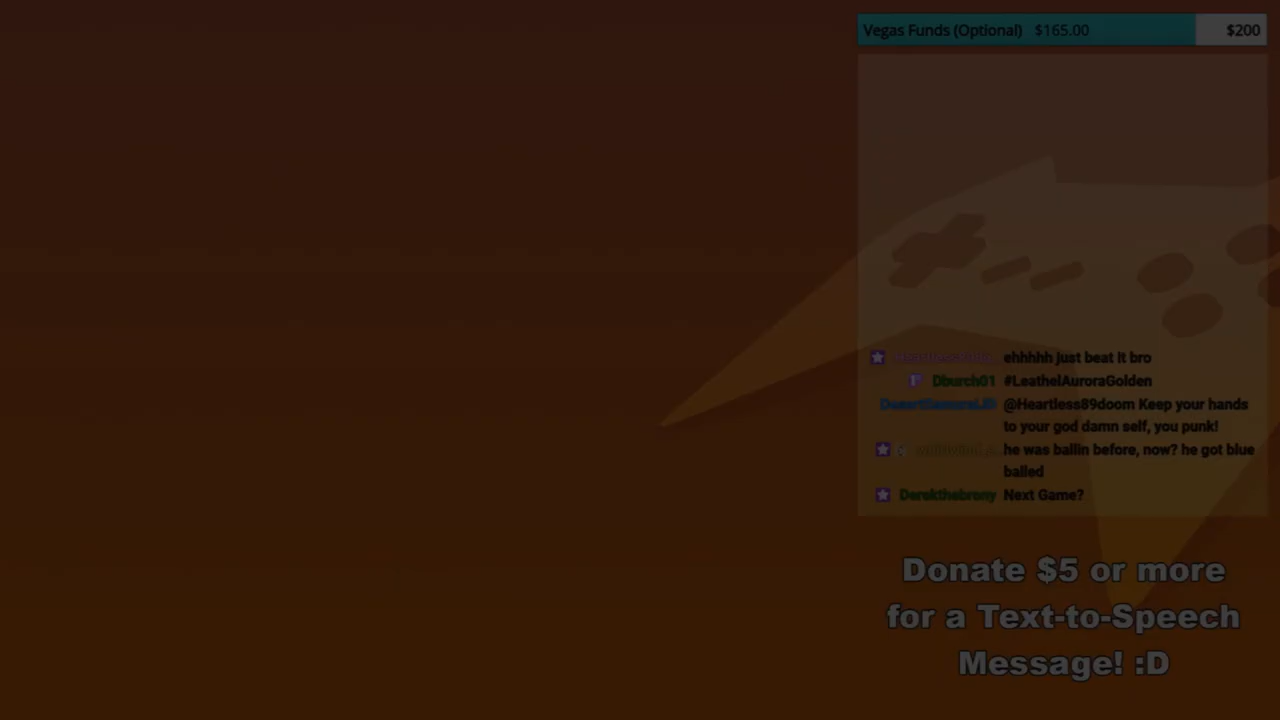 Vegas Funds (Optional) $165.00 $200
ehhhhh just beat it bro
Dburch01 #LeathelAuroraGolden
@Heartless89doom Keep your hands
to your god damn self, you punk!
he was ballin before, now? he got blue
balled
Derekthebrony Next Game?
Donate $5 or more
for a Text-to-Speech
Message! :D